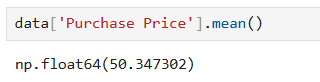 data['Purchase Price'].mean()
np.float64(50.347302)